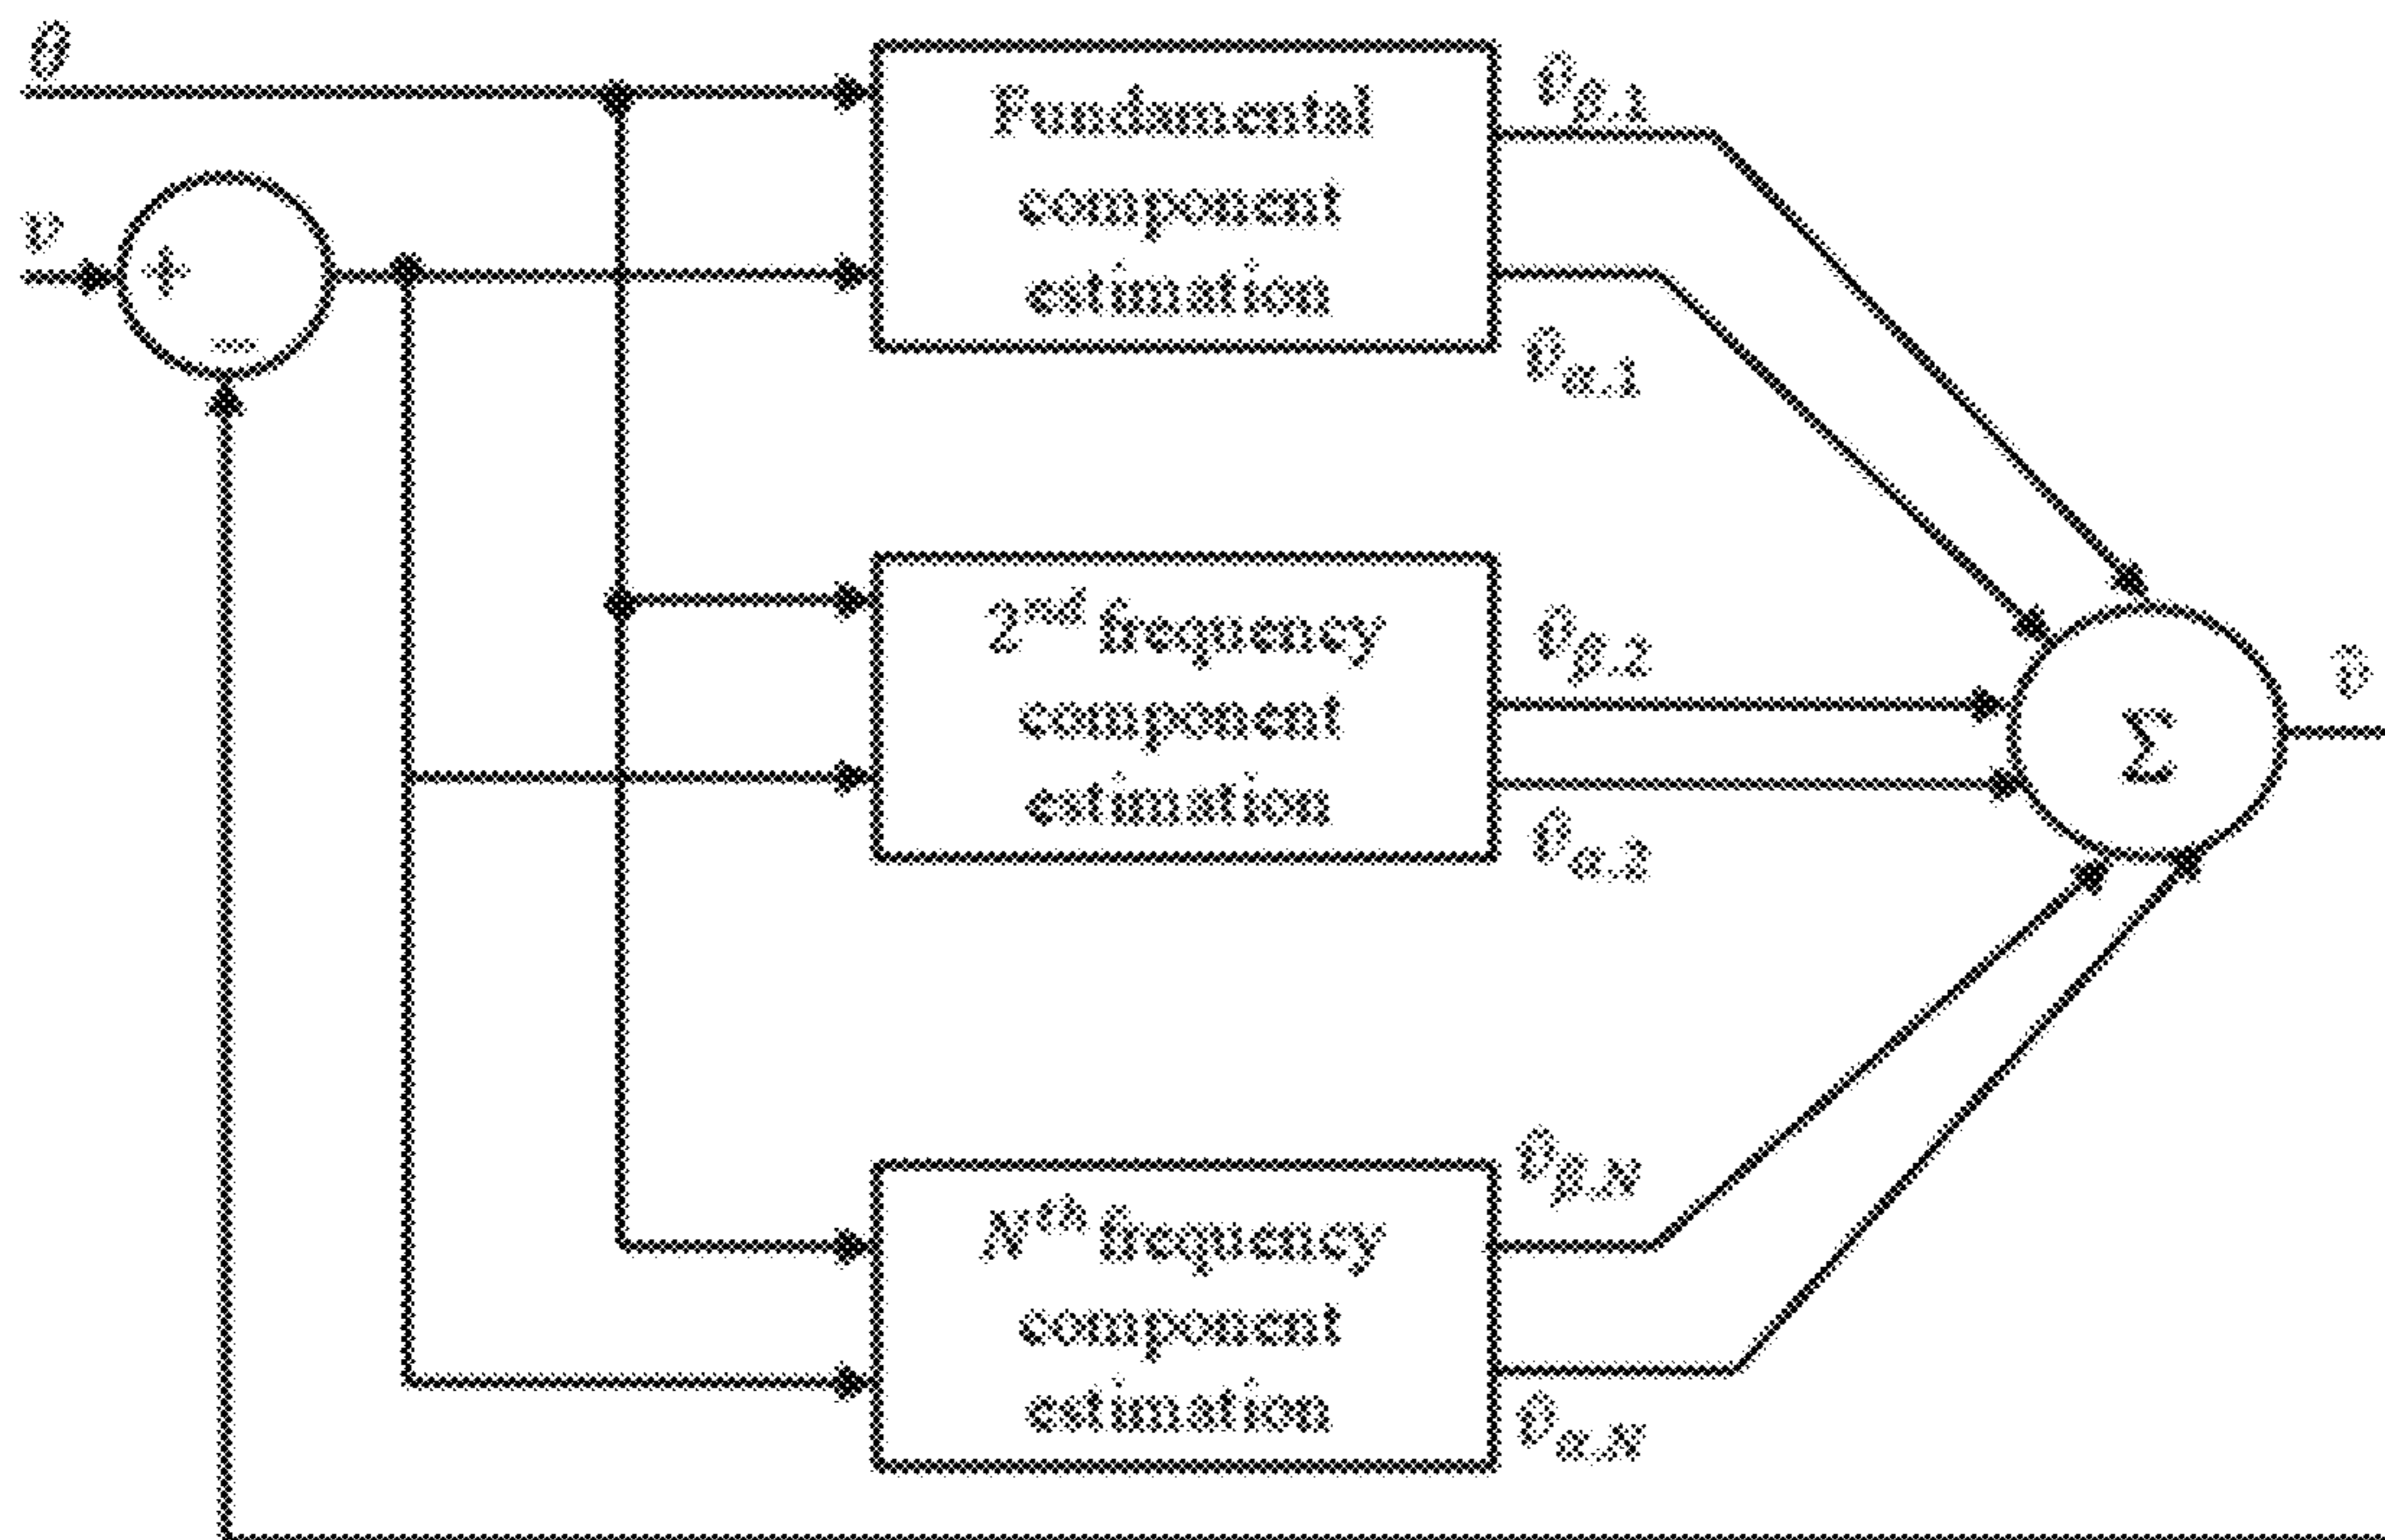 θ
v
+
−
Fundamental
component
estimation
2nd frequency
component
estimation
Nth frequency
component
estimation
Σ
v̂